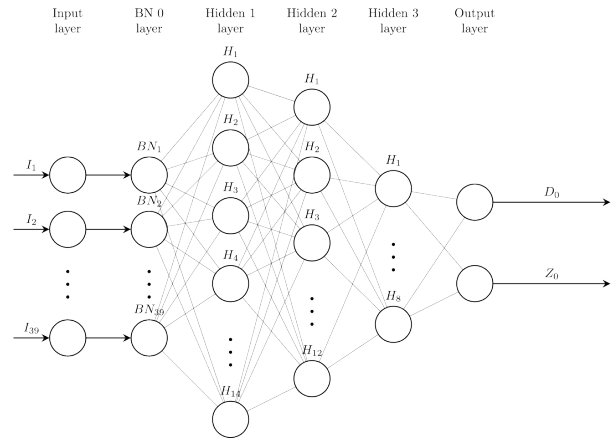 Input BN 0 Hidden 1 Hidden 2 Hidden 3 Output
layer layer layer layer layer layer
H1
H1
H2
BN1
H2
H1
I1
H3
D0
BN2
H3
I2
H4
Z0
BN39
H8
I39
H12
H14